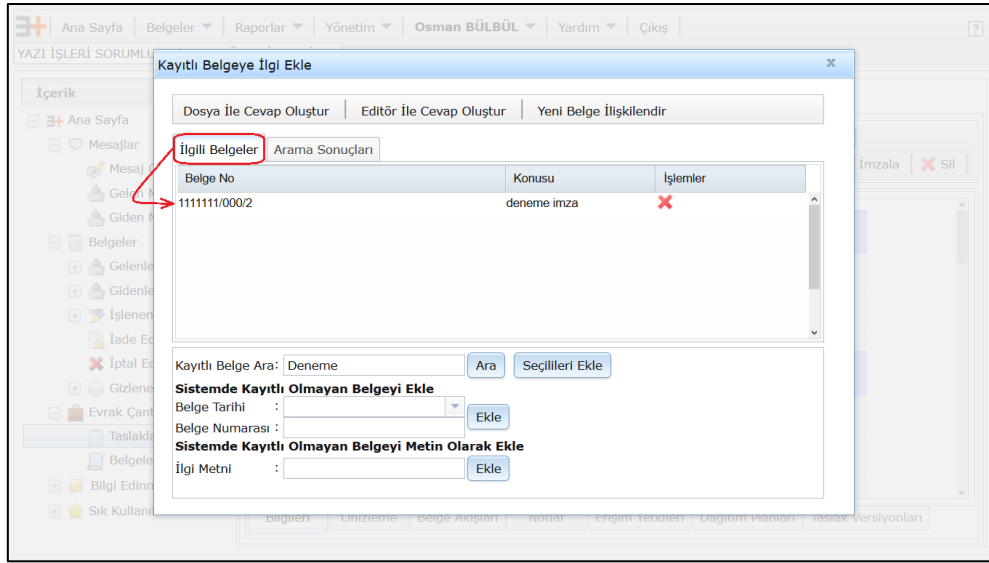 Ana Sayfa Belgeler Raporlar Yönetim Osman BÜLBÜL Yardım Çıkış ?
YAZI İŞLERİ
Kayıtlı Belgeye İlgi Ekle x
İçerik
Dosya İle Cevap Oluştur Editör İle Cevap Oluştur Yeni Belge İlişkilendir
Ana Sayfa
Mesajlar
İlgili Belgeler Arama Sonuçları
İmzala Sil
Mesaj
Belge No Konusu İşlemler
Gelen
1111111/000/2 deneme imza
Giden
Belgeler
Gelenle
Gidenle
İşlenen
İade Ed
İptal Ed
Kayıtlı Belge Ara: Deneme Ara Seçilileri Ekle
Gizlene
Sistemde Kayıtlı Olmayan Belgeyi Ekle
Evrak Çant
Belge Tarihi :
Ekle
Belge Numarası :
Taslakla
Sistemde Kayıtlı Olmayan Belgeyi Metin Olarak Ekle
Belgele
İlgi Metni : Ekle
Bilgi Edinm
Sık Kullanı
Bilgileri Önizleme Belge Akışları Notlar Erişim Yetkileri Dağıtım Planları Taslak Versiyonları